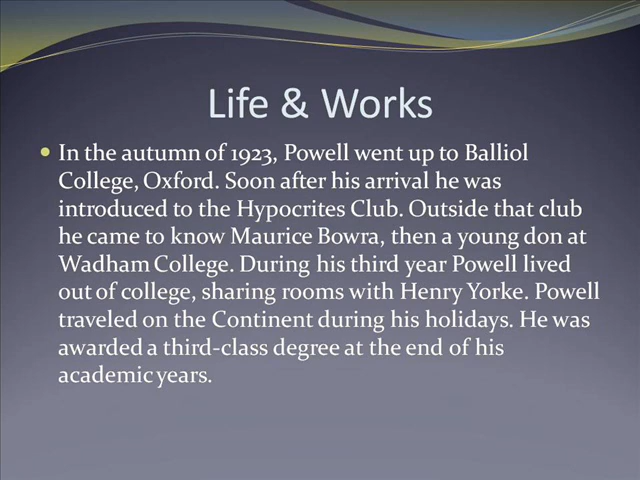 Life & Works
In the autumn of 1923, Powell went up to Balliol
College, Oxford. Soon after his arrival he was
introduced to the Hypocrites Club. Outside that club
he came to know Maurice Bowra, then a young don at
Wadham College. During his third year Powell lived
out of college, sharing rooms with Henry Yorke. Powell
traveled on the Continent during his holidays. He was
awarded a third-class degree at the end of his
academic years.